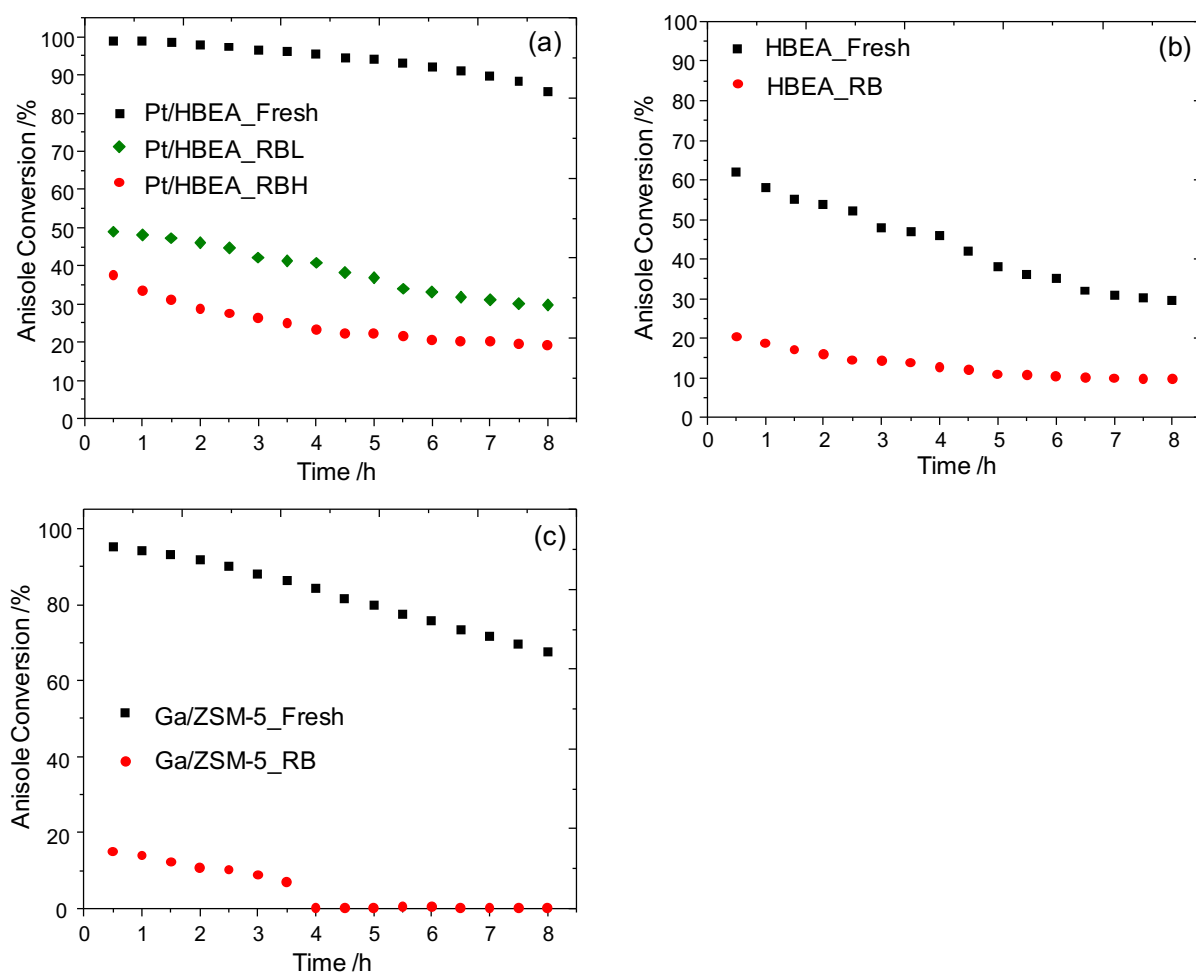 (a)
Anisole Conversion /%
100
90
80
70
60
50
40
30
20
10
0
Pt/HBEA_Fresh
Pt/HBEA_RBL
Pt/HBEA_RBH
0 1 2 3 4 5 6 7 8
Time /h
(b)
Anisole Conversion /%
100
90
80
70
60
50
40
30
20
10
0
HBEA_Fresh
HBEA_RB
0 1 2 3 4 5 6 7 8
Time /h
(c)
Anisole Conversion /%
100
80
60
40
20
0
Ga/ZSM-5_Fresh
Ga/ZSM-5_RB
0 1 2 3 4 5 6 7 8
Time /h